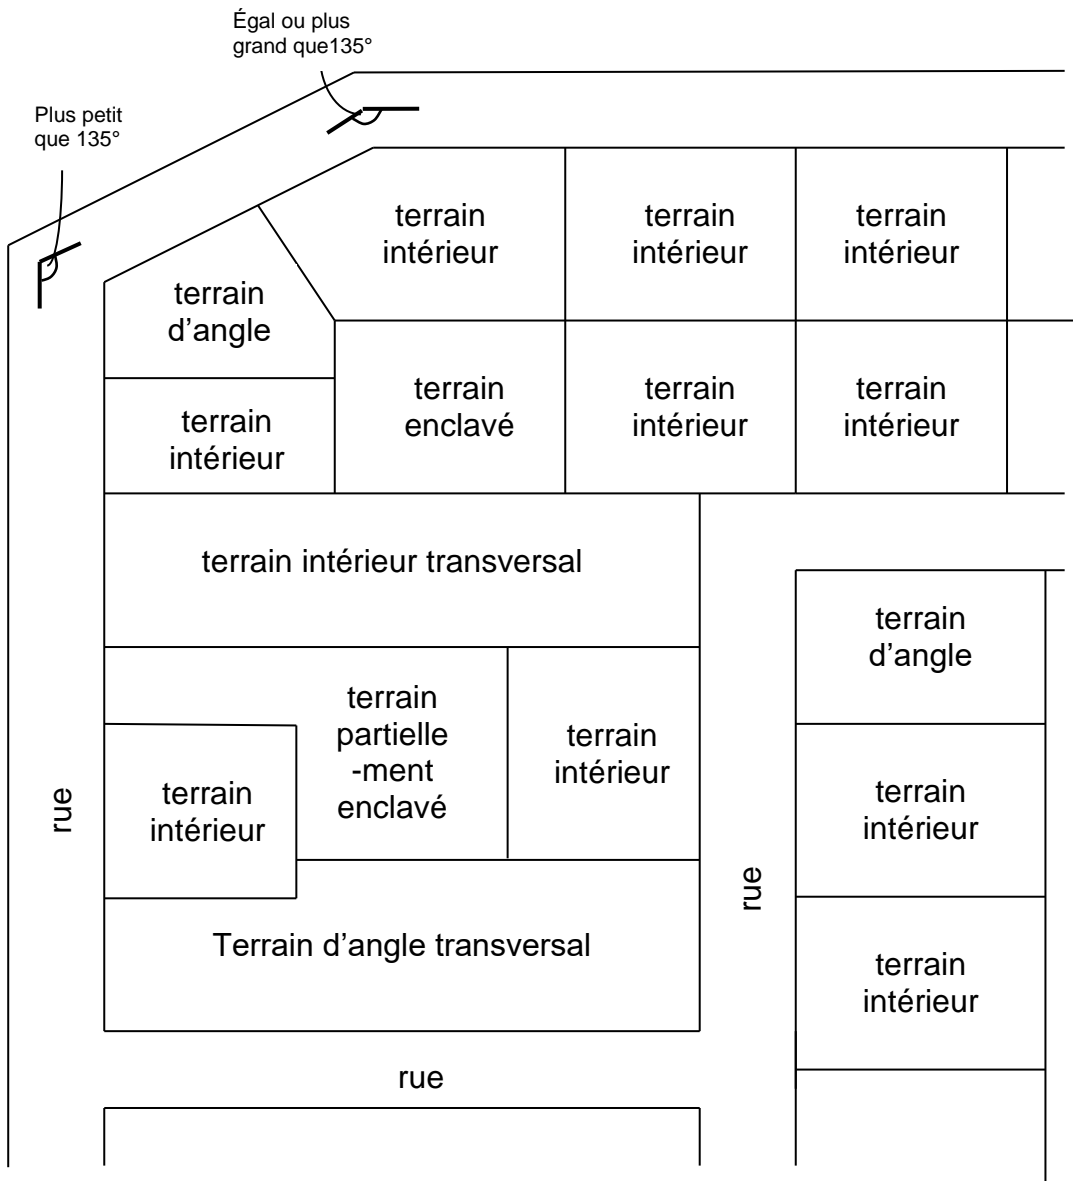 Égal ou plus
grand que135°
Plus petit
que 135°
terrain
intérieur
terrain
intérieur
terrain
intérieur
terrain
d’angle
terrain
enclavé
terrain
intérieur
terrain
intérieur
terrain
intérieur
terrain intérieur transversal
terrain
d’angle
terrain
partielle
-ment
enclavé
terrain
intérieur
rue
terrain
intérieur
terrain
intérieur
rue
Terrain d’angle transversal
terrain
intérieur
rue